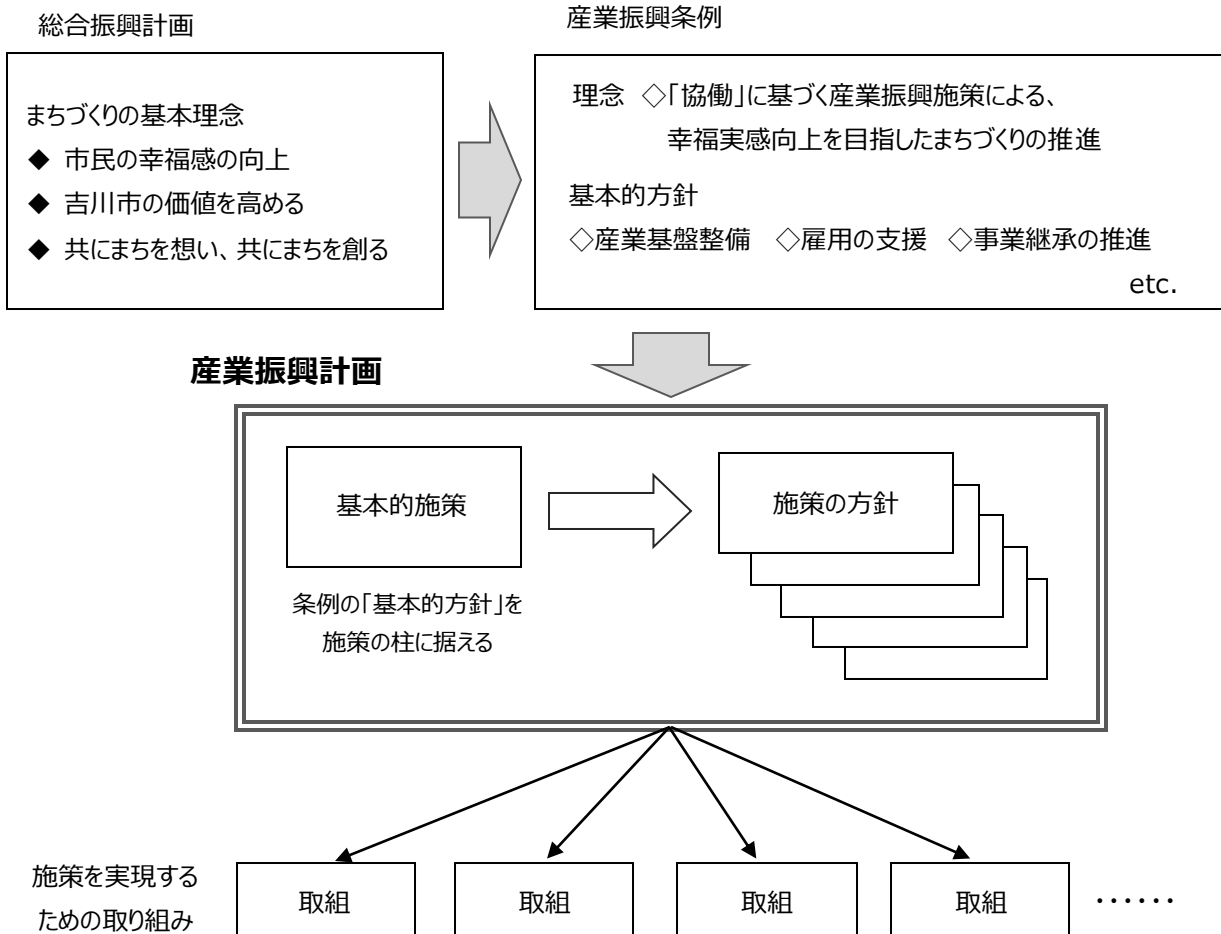 総合振興計画
まちづくりの基本理念
◆ 市民の幸福感の向上
◆ 吉川市の価値を高める
◆ 共にまちを想い、共にまちを創る
産業振興条例
理念 ◇「協働」に基づく産業振興施策による、
幸福実感向上を目指したまちづくりの推進
基本的方針
◇産業基盤整備 ◇雇用の支援 ◇事業継承の推進
etc.
産業振興計画
基本的施策
条例の「基本的方針」を
施策の柱に据える
施策の方針
施策を実現する
ための取り組み
取組
取組
取組
取組
・・・・・・